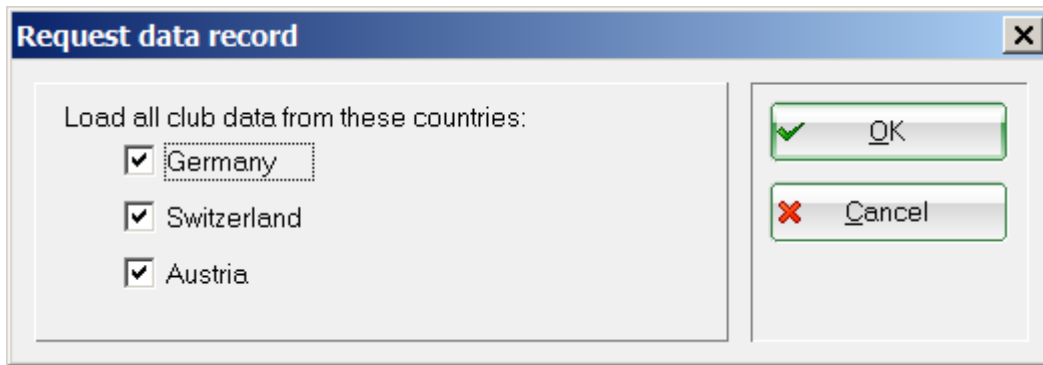 Request data record
Load all club data from these countries:
Germany
Switzerland
Austria
OK
Cancel